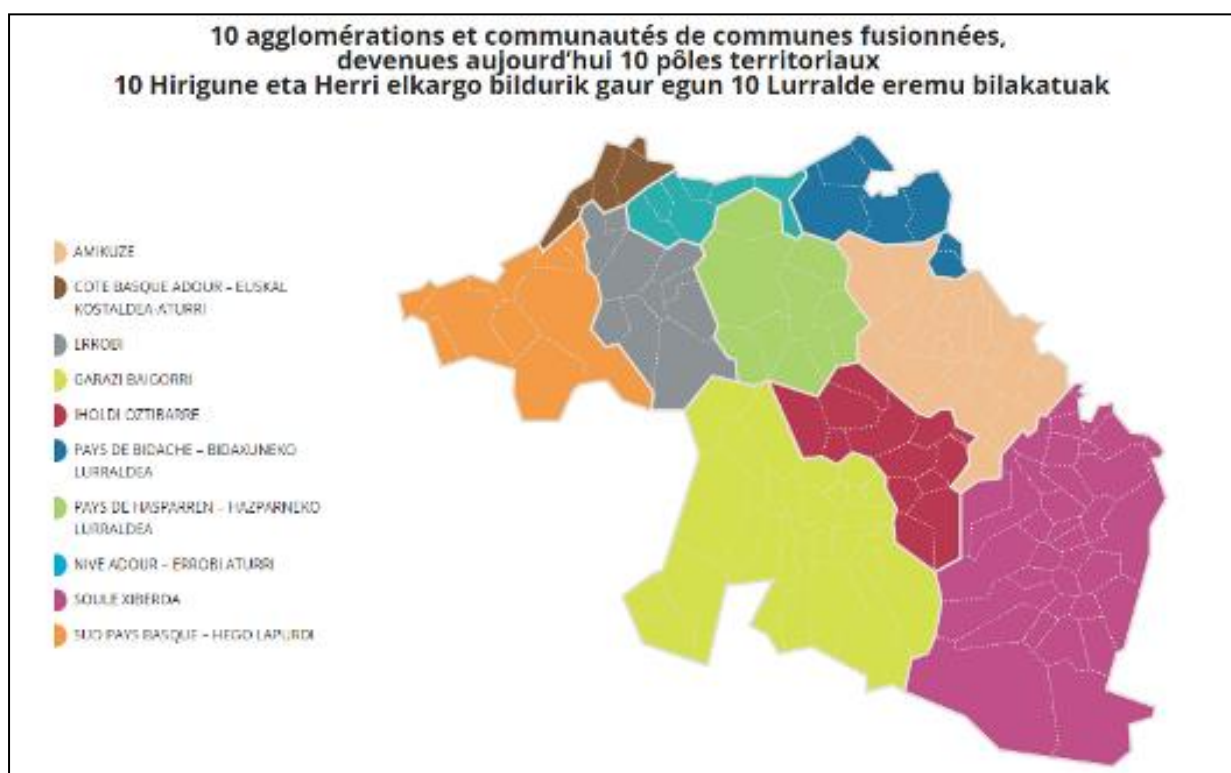 10 agglomérations et communautés de communes fusionnées,
devenues aujourd'hui 10 pôles territoriaux
10 Hirigune eta Herri elkargo bildurik gaur egun 10 Lurralde eremu bilakatuak
AMIKUZE
COTE BASQUE ADOUR – EUSKAL
KOSTALDEA-ATURRI
ERROBI
GARAZI BAIGORRI
IHOLDI OZTIBARRE
PAYS DE BIDACHE – BIDAXUNEKO
LURRALDEA
PAYS DE HASPARREN – HAZPARNEKO
LURRALDEA
NIVE ADOUR – ERROBI ATURRI
SOULE XIBEROA
SUD PAYS BASQUE – HEGO LAPURDI